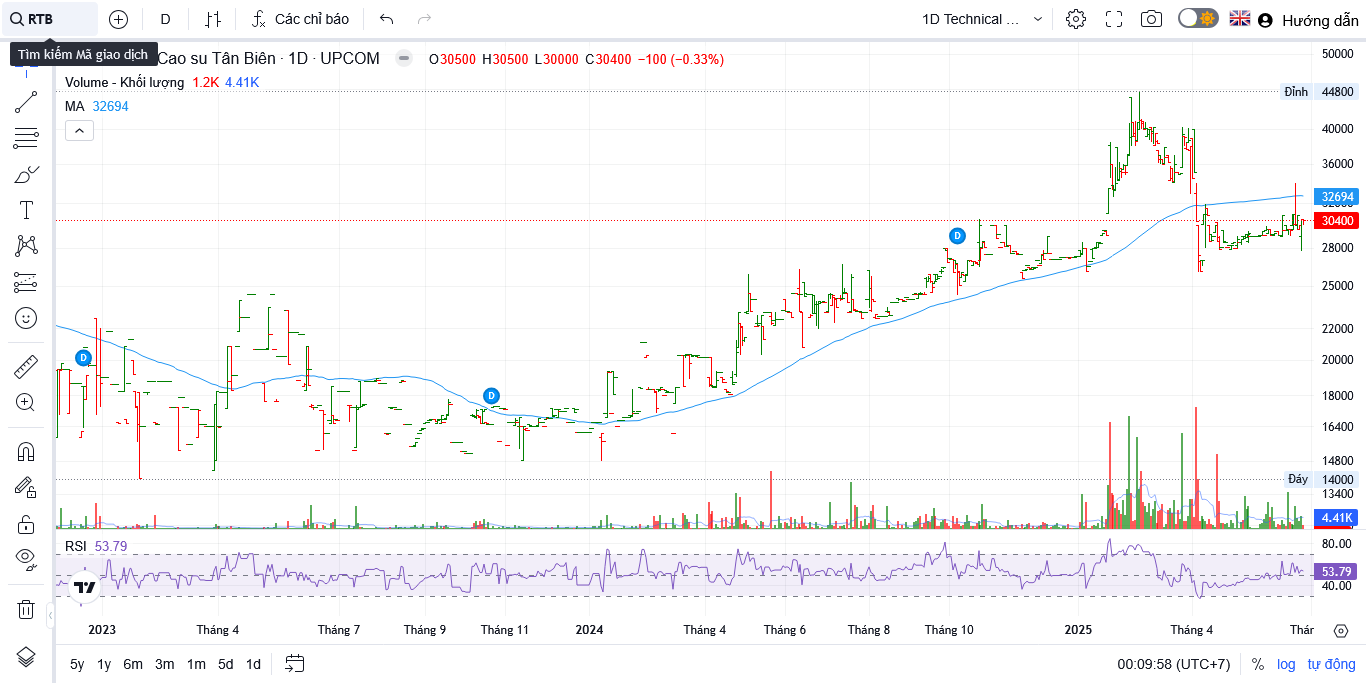 RTB D Các chỉ báo 1D Technical ... Hướng dẫn
Tìm kiếm Mã giao dịch Cao su Tân Biên · 1D · UPCOM O30500 H30500 L30000 C30400 −100 (−0.33%)
Volume - Khối lượng 1.2K 4.41K
MA 32694
50000
Đỉnh 44800
40000
36000
32694
30400
28000
25000
22000
20000
18000
16400
14800
Đáy 14000
13400
4.41K
D
D
D
T
RSI 53.79
80.00
53.79
40.00
2023 Tháng 4 Tháng 7 Tháng 9 Tháng 11 2024 Tháng 4 Tháng 6 Tháng 8 Tháng 10 2025 Tháng 4 Thár
5y 1y 6m 3m 1m 5d 1d 00:09:58 (UTC+7) % log tự động